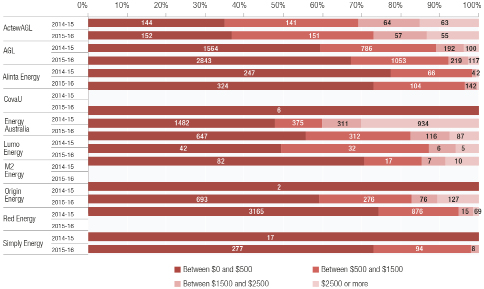 0% 10% 20% 30% 40% 50% 60% 70% 80% 90% 100%
ActewAGL 2014-15 144 141 64 63
2015-16 152 151 57 55
AGL 2014-15 1564 786 192 100
2015-16 2843 1053 219 117
Alinta Energy 2014-15 247 66 42
2015-16 324 104 142
CovaU 2014-15
2015-16 6
Energy
Australia
2014-15 1482 375 311 934
2015-16 647 312 116 87
Lumo
Energy
2014-15 42 32 6 5
2015-16 82 17 7 10
M2
Energy
2014-15
2015-16 2
Origin
Energy
2014-15
2015-16 693 276 76 127
Red Energy 2014-15 3165 876 15 69
2015-16
Simply Energy 2014-15 17
2015-16 277 94 8
Between $0 and $500 Between $500 and $1500
Between $1500 and $2500 $2500 or more